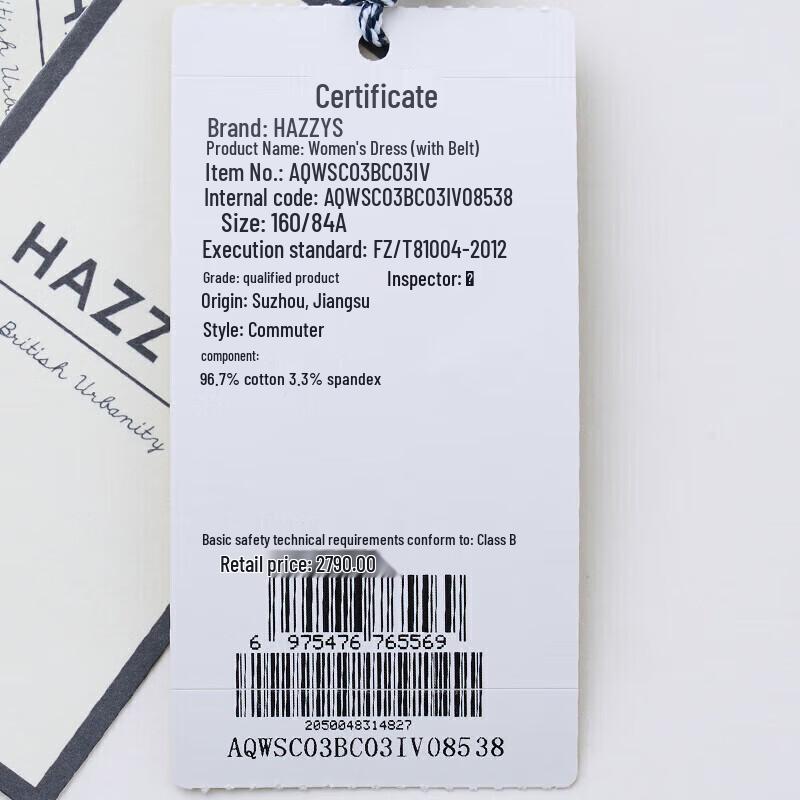 Certificate
Brand: HAZZYS
Product Name: Women's Dress (with Belt)
Item No.: AQWSC03BC03IV
Internal code: AQWSC03BC03IV08538
Size: 160/84A
Execution standard: FZ/T81004-2012
Grade: qualified product Inspector:
Origin: Suzhou, Jiangsu
Style: Commuter
component:
96.7% cotton 3.3% spandex
Basic safety technical requirements conform to: Class B
Retail price: 2790.00
6 975476 765569
2050048314827
AQWSC03BC03IV08538
HAZZ
British Urbanity